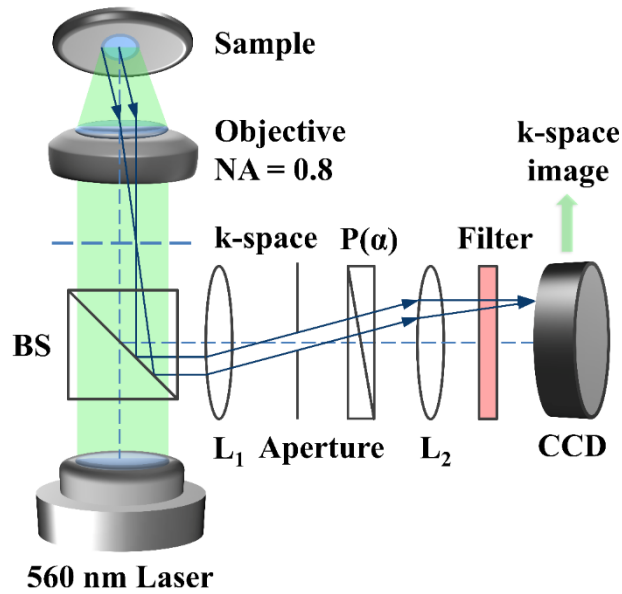 Sample
Objective
NA = 0.8
k-space
image
k-space
P(α)
Filter
BS
L₁
Aperture
L₂
CCD
560 nm Laser